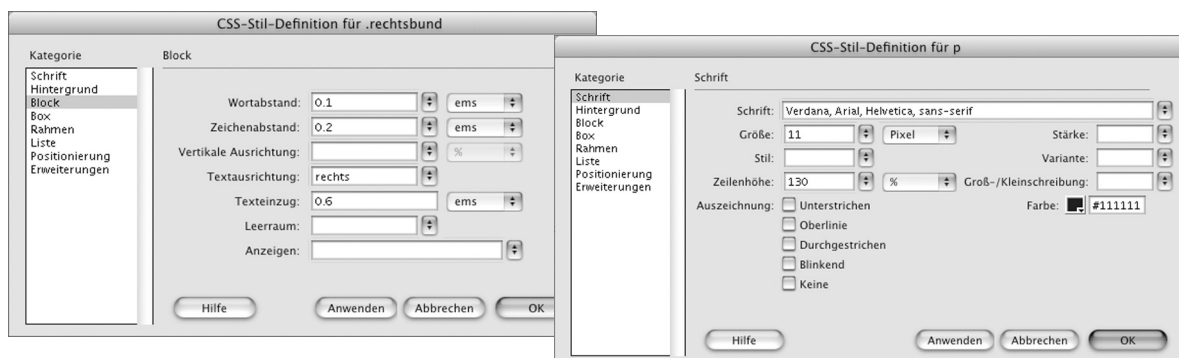 CSS-Stil-Definition für .rechtsbund
Kategorie
Block
Schrift
Hintergrund
Block
Box
Rahmen
Liste
Positionierung
Erweiterungen
Wortabstand: 0.1 ems
Zeichenabstand: 0.2 ems
Vertikale Ausrichtung: %
Textausrichtung: rechts
Texteinzug: 0.6 ems
Leerraum:
Anzeigen:
Hilfe Anwenden Abbrechen OK
CSS-Stil-Definition für p
Kategorie
Schrift
Schrift
Hintergrund
Block
Box
Rahmen
Liste
Positionierung
Erweiterungen
Schrift: Verdana, Arial, Helvetica, sans-serif
Größe: 11 Pixel Stärke:
Stil: Variante:
Zeilenhöhe: 130 % Groß-/Kleinschreibung:
Auszeichnung: Unterstrichen Farbe: #111111
Oberlinie
Durchgestrichen
Blinkend
Keine
Hilfe Anwenden Abbrechen OK